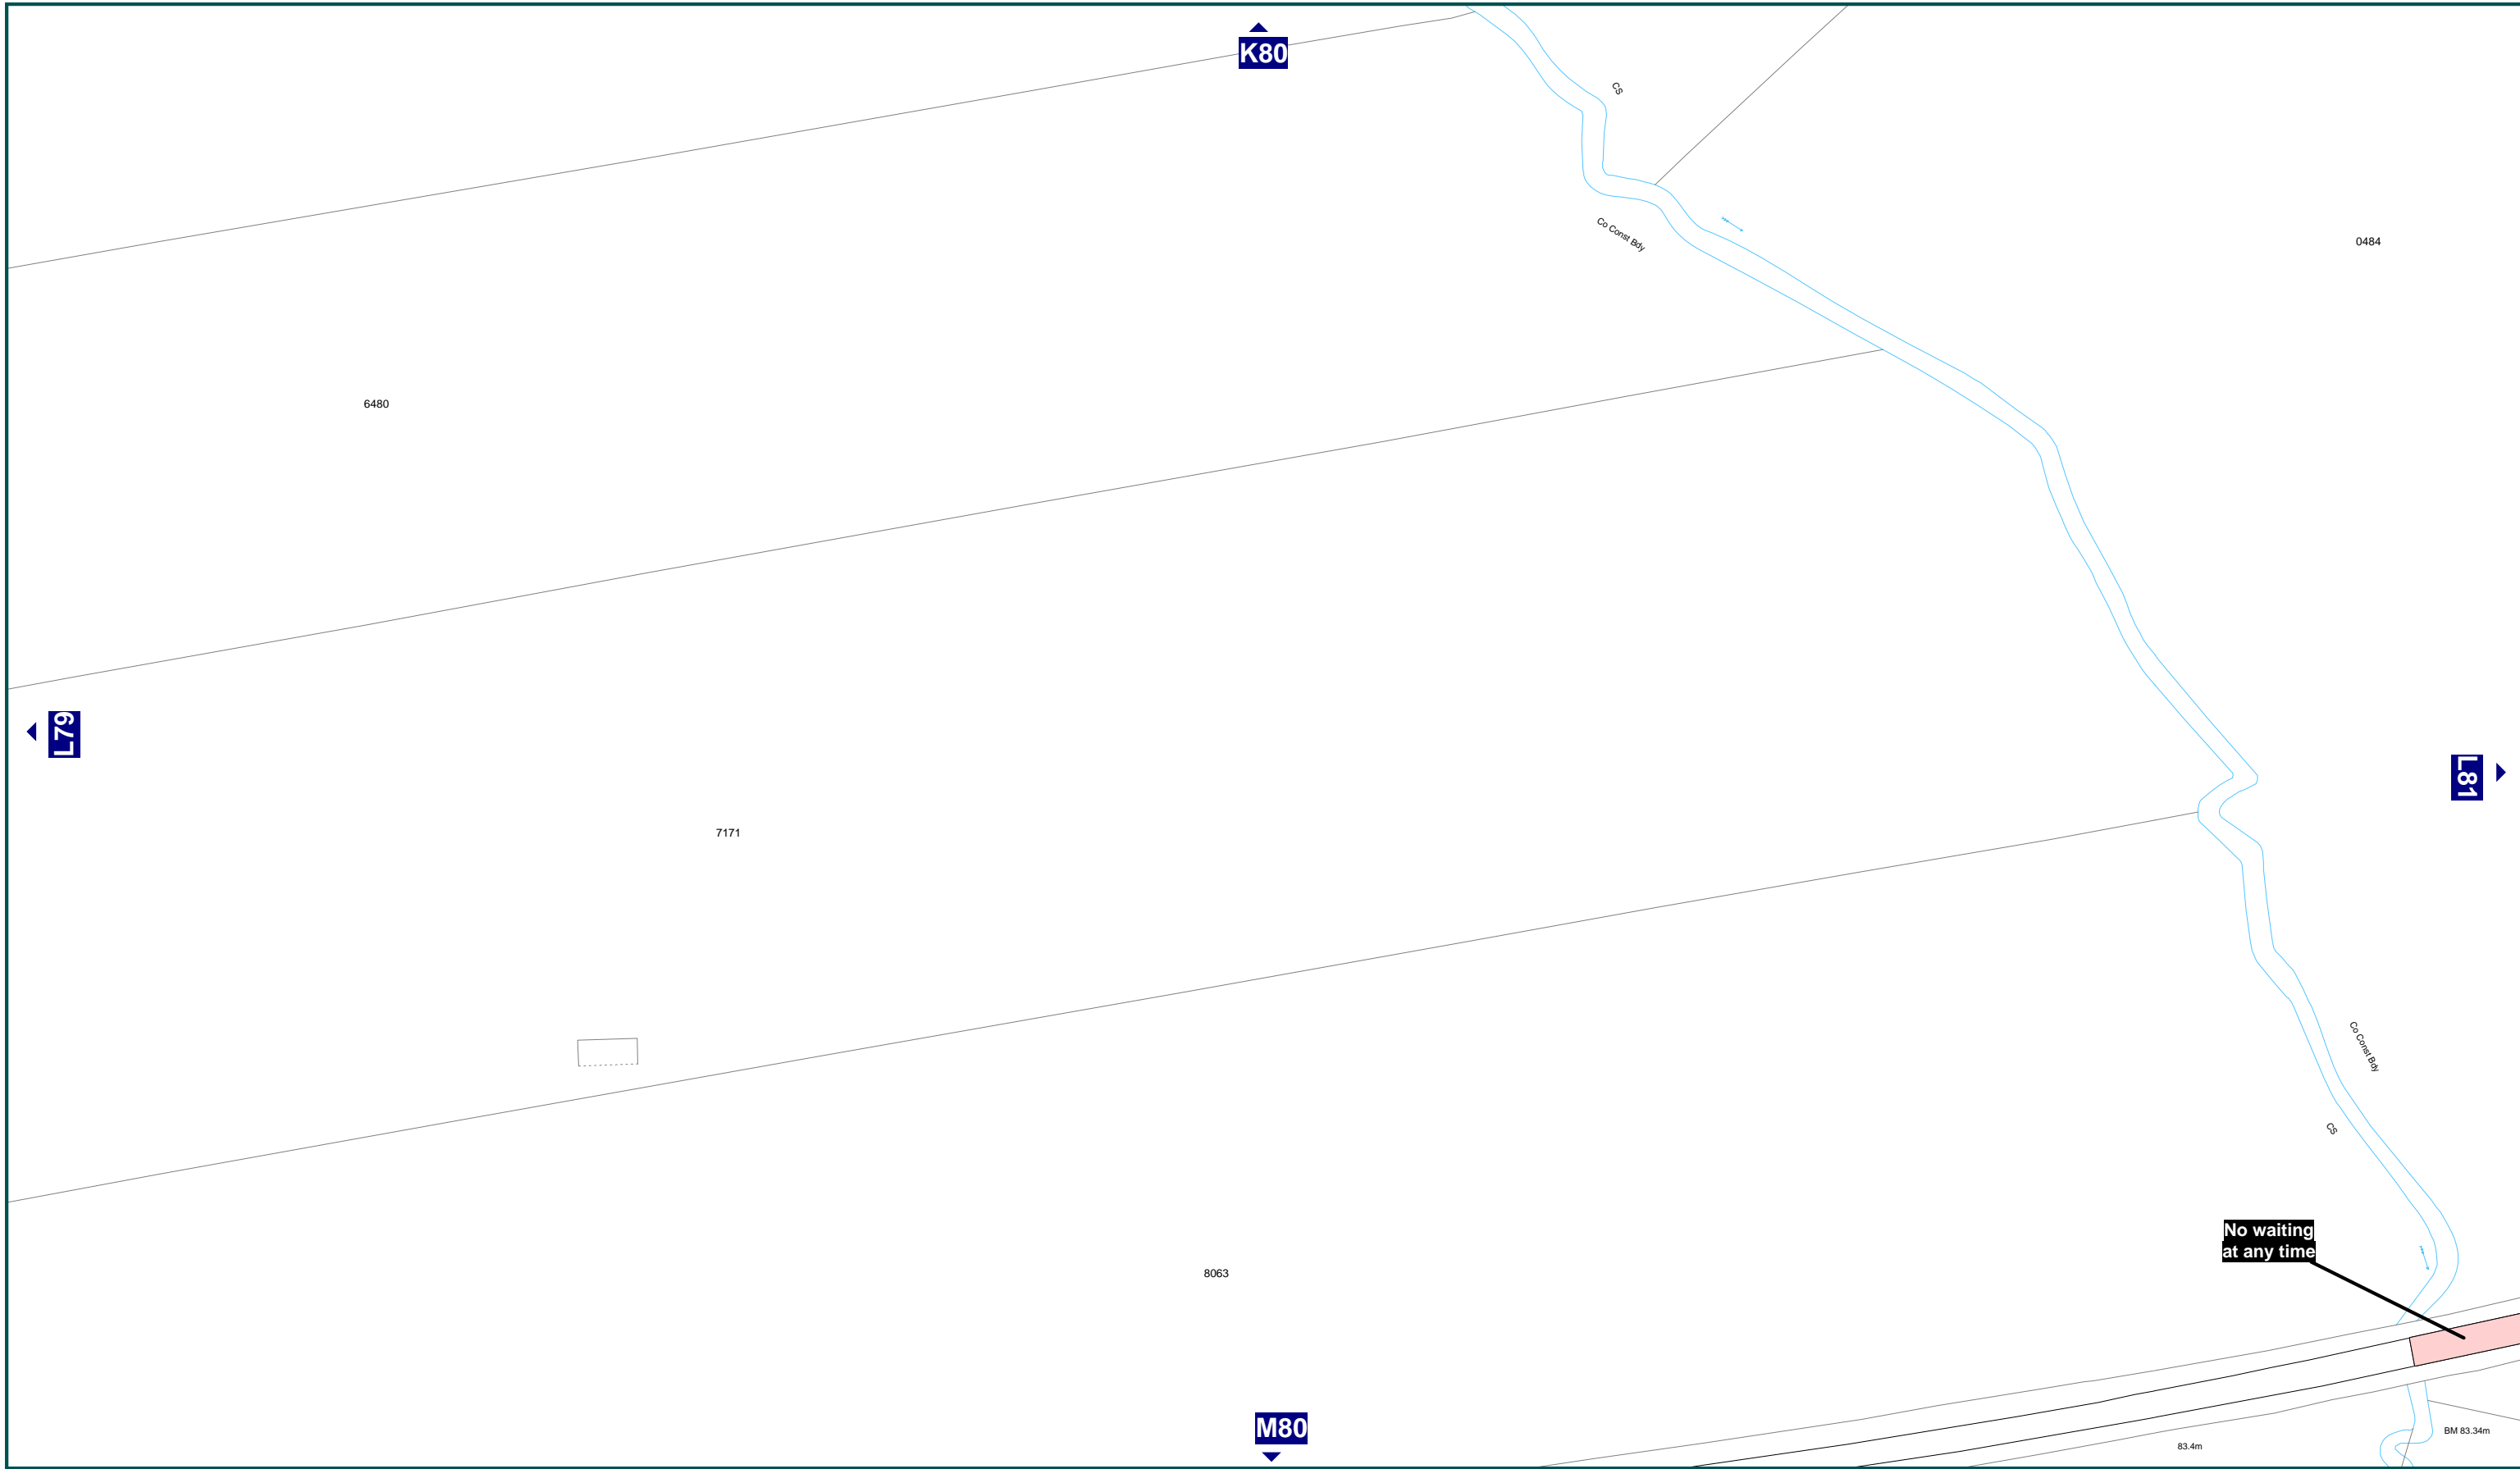 K80
CS
Co Const Bdy
0484
6480
L79
L81
7171
Co Const Bdy
CS
No waiting
at any time
8063
M80
BM 83.34m
83.4m